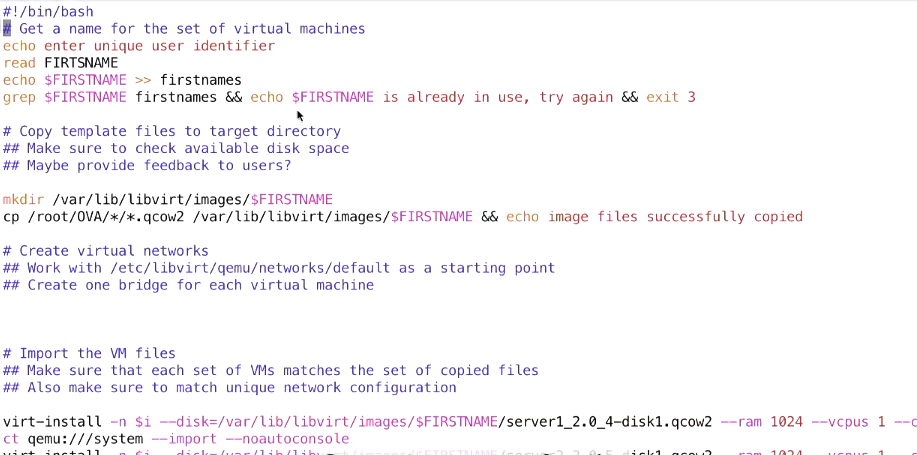 #!/bin/bash
# Get a name for the set of virtual machines
echo enter unique user identifier
read FIRTSNAME
echo $FIRSTNAME >> firstnames
grep $FIRSTNAME firstnames && echo $FIRSTNAME is already in use, try again && exit 3
# Copy template files to target directory
## Make sure to check available disk space
## Maybe provide feedback to users?
mkdir /var/lib/libvirt/images/$FIRSTNAME
cp /root/OVA/*/*.qcow2 /var/lib/libvirt/images/$FIRSTNAME && echo image files successfully copied
# Create virtual networks
## Work with /etc/libvirt/qemu/networks/default as a starting point
## Create one bridge for each virtual machine
# Import the VM files
## Make sure that each set of VMs matches the set of copied files
## Also make sure to match unique network configuration
virt-install -n $i --disk=/var/lib/libvirt/images/$FIRSTNAME/server1_2.0_4-disk1.qcow2 --ram 1024 --vcpus 1 --c
ct qemu:///system --import --noautoconsole